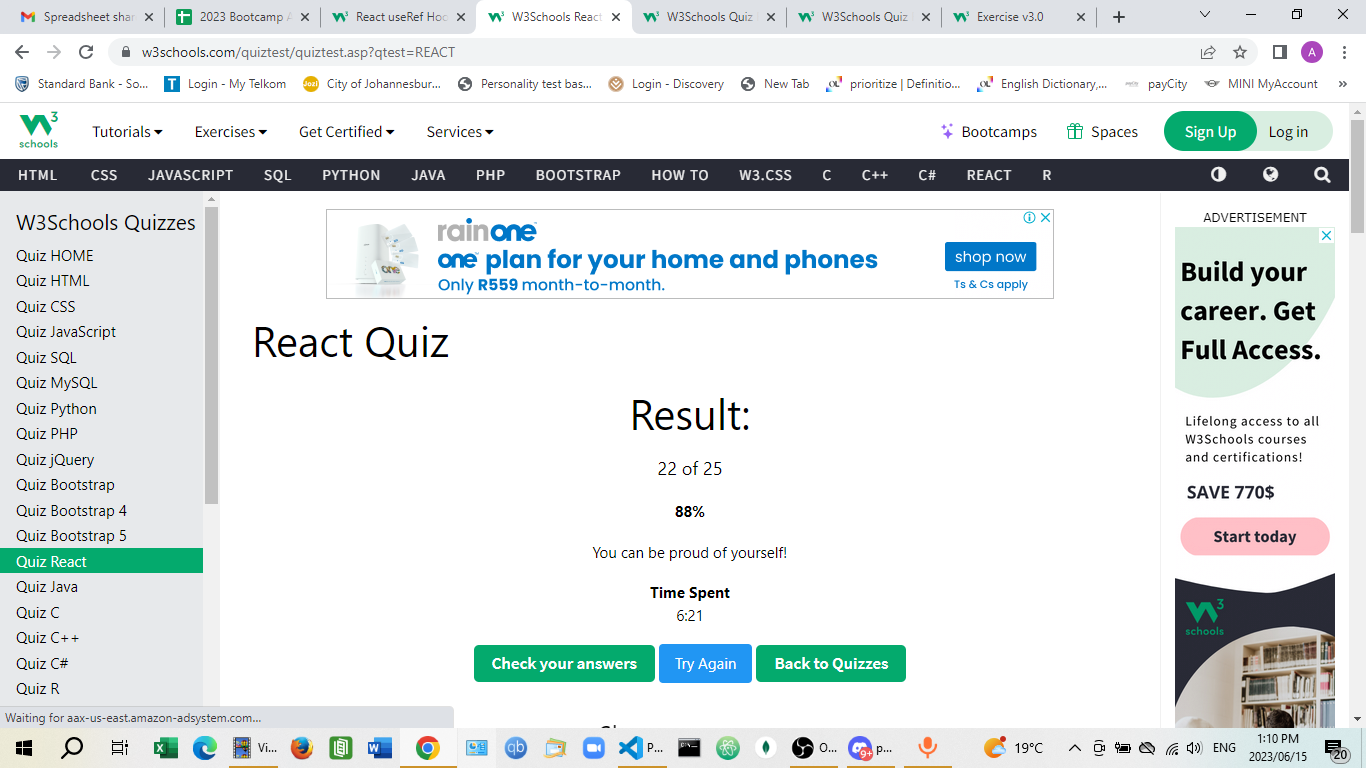 Spreadsheet shar
2023 Bootcamp A
React useRef Hoo
W3Schools React
W3Schools Quiz
W3Schools Quiz
Exercise v3.0
w3schools.com/quiztest/quiztest.asp?qtest=REACT
A
Standard Bank - So...
Login - My Telkom
City of Johannesbur...
Personality test bas...
Login - Discovery
New Tab
prioritize | Definitio...
English Dictionary,...
payCity
MINI MyAccount
»
W3 schools
Tutorials
Exercises
Get Certified
Services
Bootcamps
Spaces
Sign Up
Log in
HTML
CSS
JAVASCRIPT
SQL
PYTHON
JAVA
PHP
BOOTSTRAP
HOW TO
W3.CSS
C
C++
C#
REACT
R
W3Schools Quizzes
Quiz HOME
Quiz HTML
Quiz CSS
Quiz JavaScript
Quiz SQL
Quiz MySQL
Quiz Python
Quiz PHP
Quiz jQuery
Quiz Bootstrap
Quiz Bootstrap 4
Quiz Bootstrap 5
Quiz React
Quiz Java
Quiz C
Quiz C++
Quiz C#
Quiz R
rainone
one plan for your home and phones
Only R559 month-to-month.
shop now
Ts & Cs apply
React Quiz
Result:
22 of 25
88%
You can be proud of yourself!
Time Spent
6:21
Check your answers
Try Again
Back to Quizzes
ADVERTISEMENT
Build your
career. Get
Full Access.
Lifelong access to all
W3Schools courses
and certifications!
SAVE 770$
Start today
W3 schools
Waiting for aax-us-east.amazon-adsystem.com...
Vi...
P...
O...
9+
p...
19°C
ENG
1:10 PM
2023/06/15
20